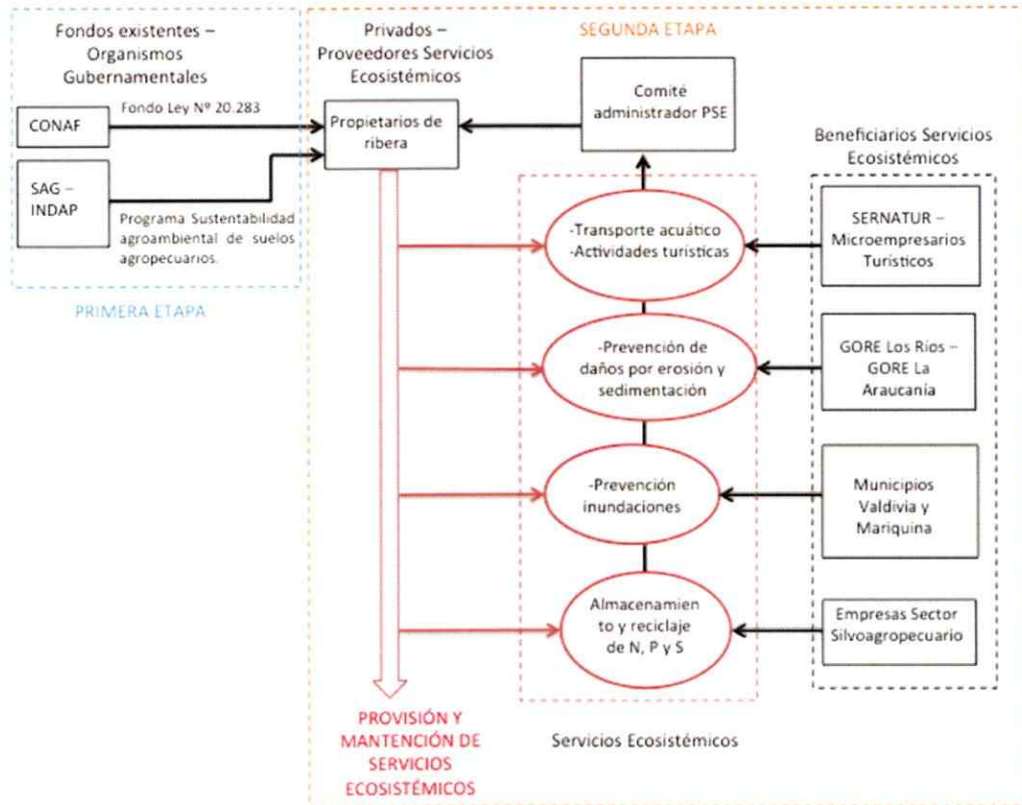 Fondos existentes –
Organismos
Gubernamentales
CONAF
Fondo Ley Nº 20.283
SAG –
INDAP
Programa Sustentabilidad
agroambiental de suelos
agropecuarios.
PRIMERA ETAPA
Privados –
Proveedores Servicios
Ecosistémicos
Propietarios de
ribera
SEGUNDA ETAPA
Comité
administrador PSE
-Transporte acuático
-Actividades turísticas
-Prevención de
daños por erosión y
sedimentación
-Prevención
inundaciones
Almacenamien
to y reciclaje
de N, P y S
Servicios Ecosistémicos
PROVISIÓN Y
MANTENCIÓN DE
SERVICIOS
ECOSISTÉMICOS
Beneficiarios Servicios
Ecosistémicos
SERNATUR –
Microempresarios
Turísticos
GORE Los Ríos –
GORE La
Araucanía
Municipios
Valdivia y
Mariquina
Empresas Sector
Silvoagropecuario